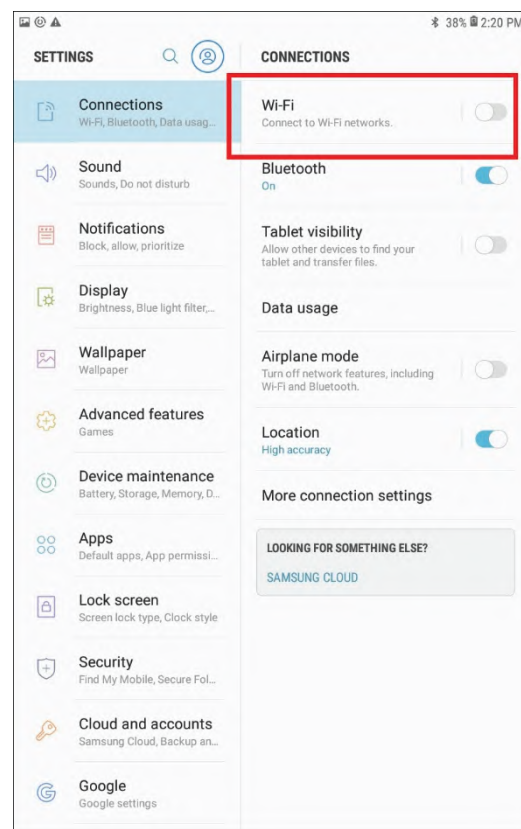 38% 2:20 PM
SETTINGS
Connections
Wi-Fi, Bluetooth, Data usag...
Sound
Sounds, Do not disturb
Notifications
Block, allow, prioritize
Display
Brightness, Blue light filter,...
Wallpaper
Wallpaper
Advanced features
Games
Device maintenance
Battery, Storage, Memory, D...
Apps
Default apps, App permissi...
Lock screen
Screen lock type, Clock style
Security
Find My Mobile, Secure Fol...
Cloud and accounts
Samsung Cloud, Backup an...
Google
Google settings
CONNECTIONS
Wi-Fi
Connect to Wi-Fi networks.
Bluetooth
On
Tablet visibility
Allow other devices to find your
tablet and transfer files.
Data usage
Airplane mode
Turn off network features, including
Wi-Fi and Bluetooth.
Location
High accuracy
More connection settings
LOOKING FOR SOMETHING ELSE?
SAMSUNG CLOUD